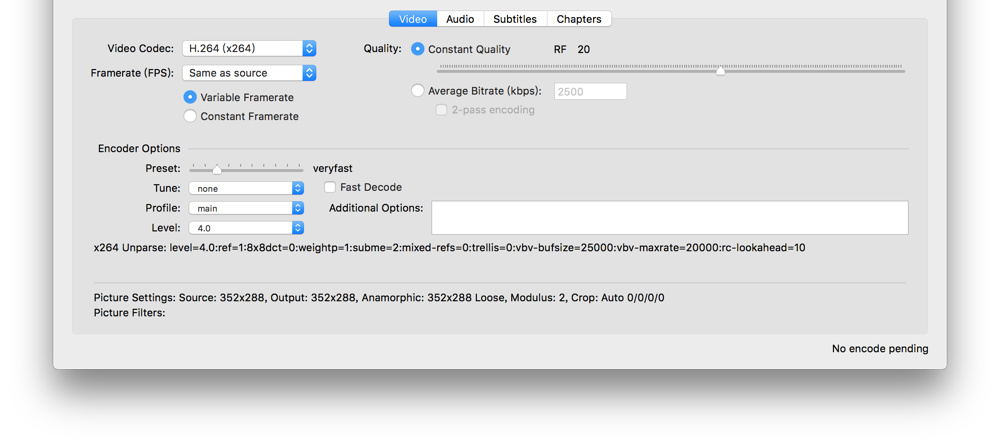 Video Audio Subtitles Chapters
Video Codec: H.264 (x264) Quality: Constant Quality RF 20
Framerate (FPS): Same as source
Variable Framerate Average Bitrate (kbps): 2500
2-pass encoding
Constant Framerate
Encoder Options
Preset: veryfast
Tune: none Fast Decode
Profile: main Additional Options:
Level: 4.0
x264 Unparse: level=4.0:ref=1:8x8dct=0:weightp=1:subme=2:mixed-refs=0:trellis=0:vbv-bufsize=25000:vbv-maxrate=20000:rc-lookahead=10
Picture Settings: Source: 352x288, Output: 352x288, Anamorphic: 352x288 Loose, Modulus: 2, Crop: Auto 0/0/0/0
Picture Filters:
No encode pending